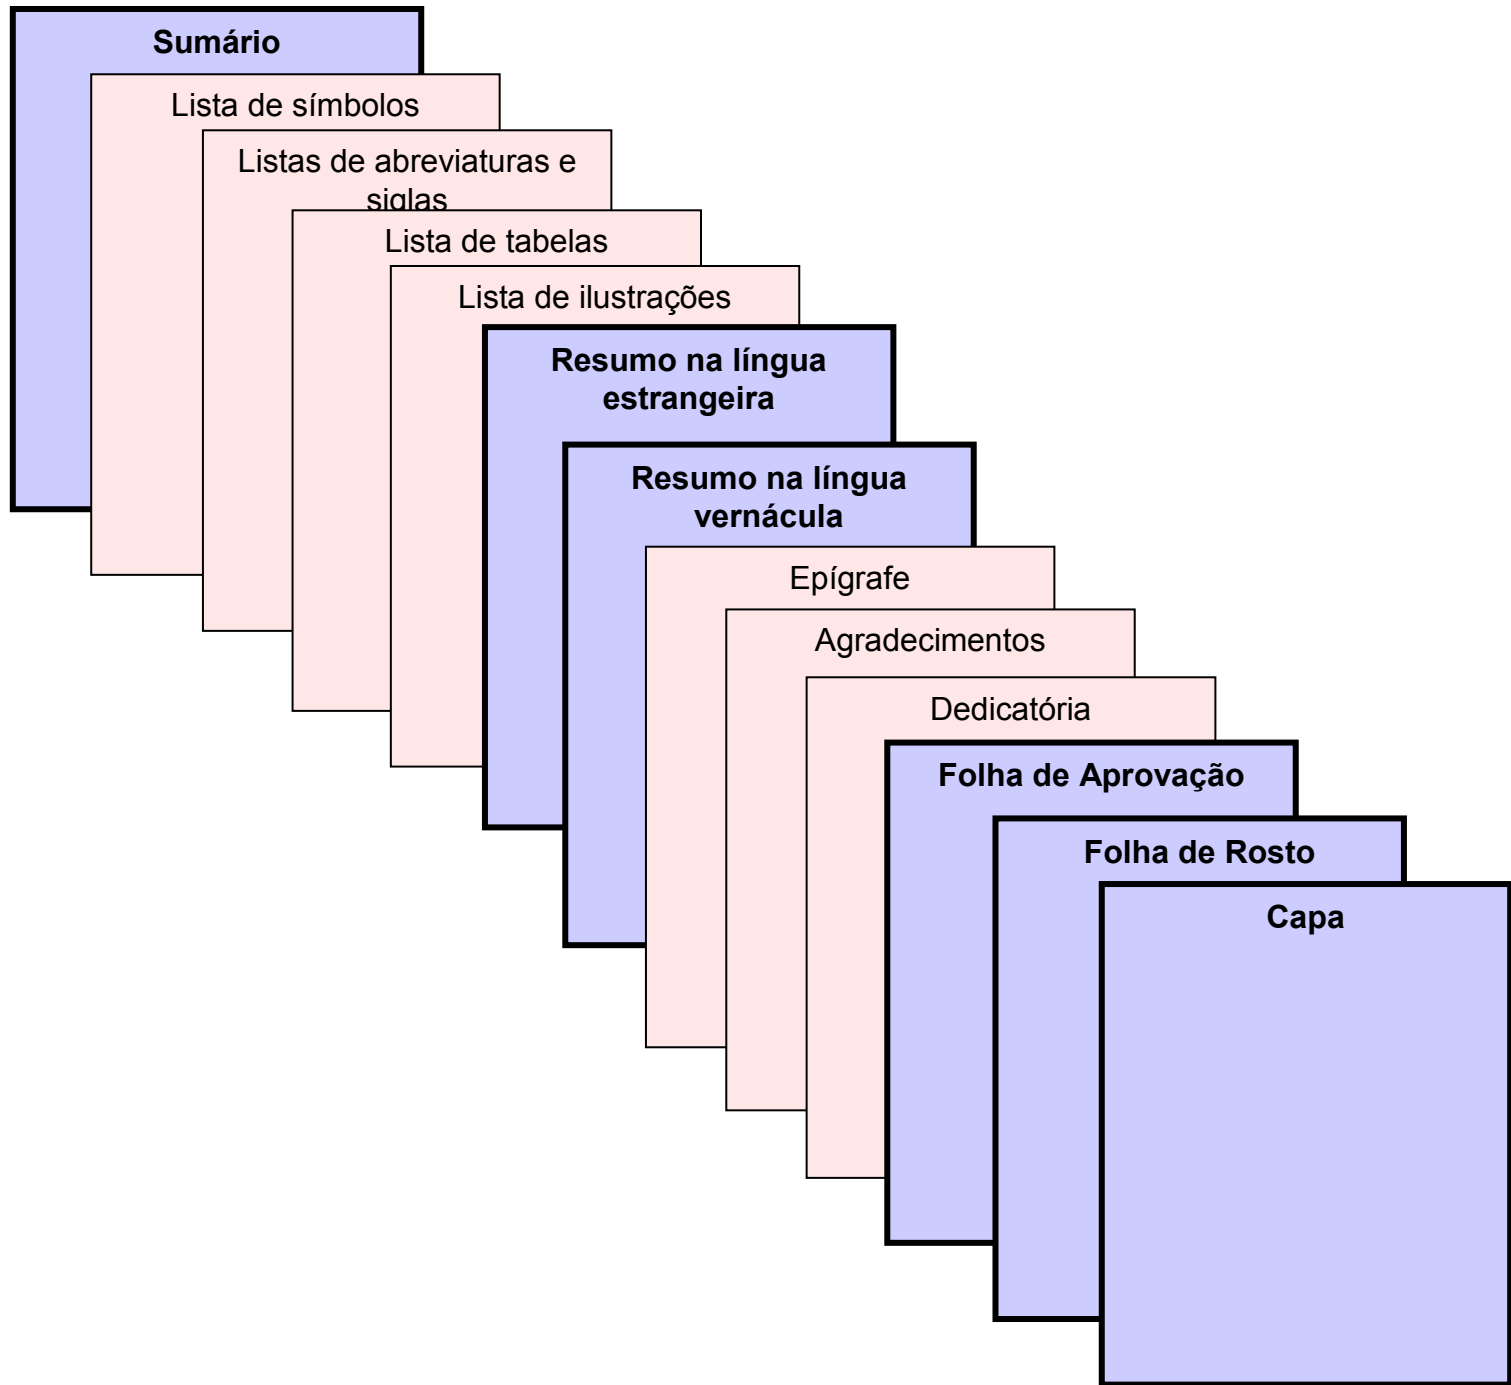 Sumário
Lista de símbolos
Listas de abreviaturas e
siglas
Lista de tabelas
Lista de ilustrações
Resumo na língua
estrangeira
Resumo na língua
vernácula
Epígrafe
Agradecimentos
Dedicatória
Folha de Aprovação
Folha de Rosto
Capa